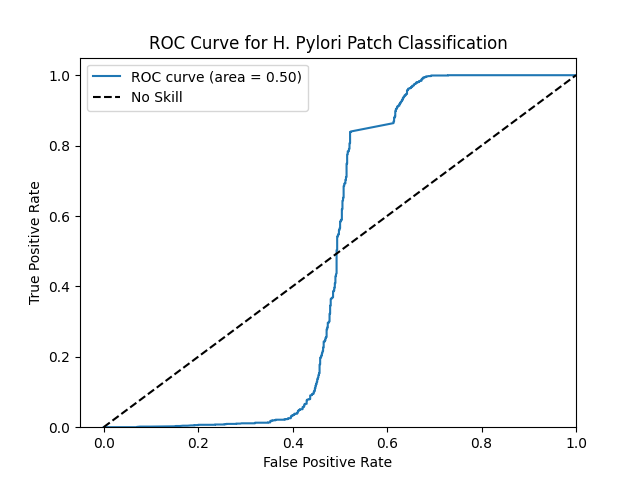 ROC Curve for H. Pylori Patch Classification
ROC curve (area = 0.50)
No Skill
True Positive Rate
1.0
0.8
0.6
0.4
0.2
0.0
0.0 0.2 0.4 0.6 0.8 1.0
False Positive Rate